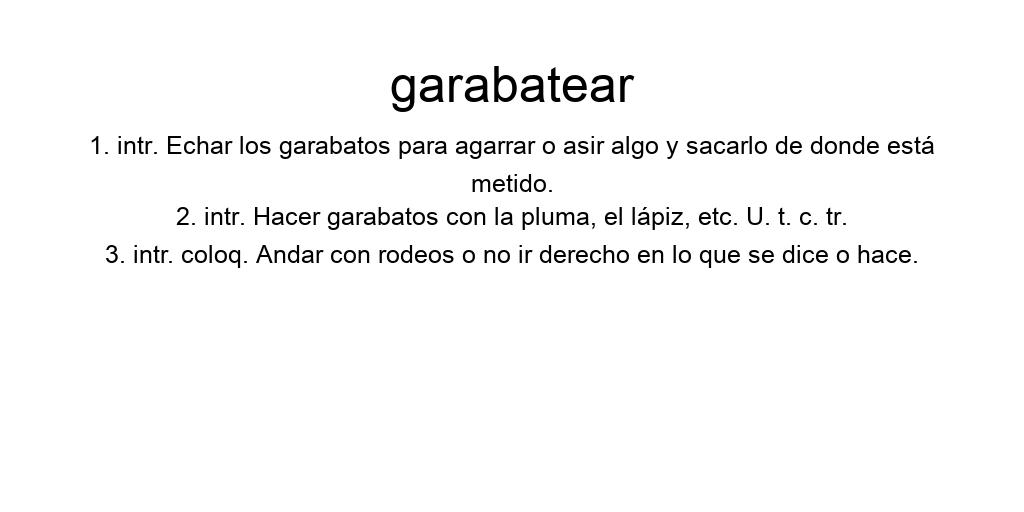 garabatear
1. intr. Echar los garabatos para agarrar o asir algo y sacarlo de donde está
metido.
2. intr. Hacer garabatos con la pluma, el lápiz, etc. U. t. c. tr.
3. intr. coloq. Andar con rodeos o no ir derecho en lo que se dice o hace.